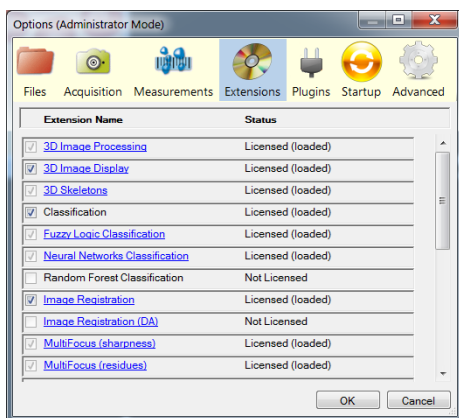 Options (Administrator Mode)
Files Acquisition Measurements Extensions Plugins Startup Advanced
Extension Name Status
3D Image Processing Licensed (loaded)
3D Image Display Licensed (loaded)
3D Skeletons Licensed (loaded)
Classification Licensed (loaded)
Fuzzy Logic Classification Licensed (loaded)
Neural Networks Classification Licensed (loaded)
Random Forest Classification Not Licensed
Image Registration Licensed (loaded)
Image Registration (DA) Not Licensed
MultiFocus (sharpness) Licensed (loaded)
MultiFocus (residues) Licensed (loaded)
OK Cancel